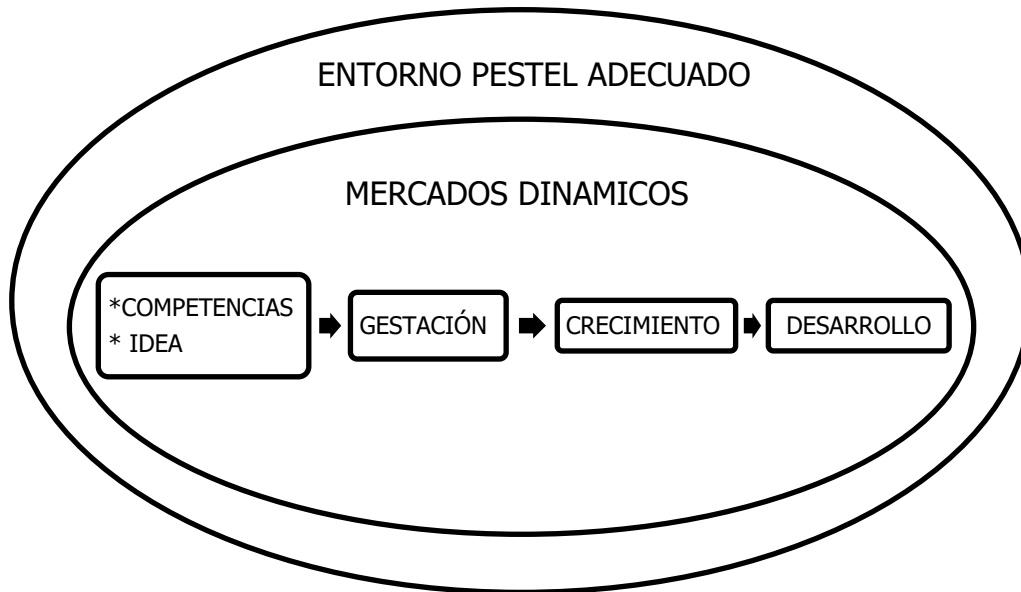 ENTORNO PESTEL ADECUADO
MERCADOS DINAMICOS
*COMPETENCIAS
* IDEA
GESTACIÓN
CRECIMIENTO
DESARROLLO